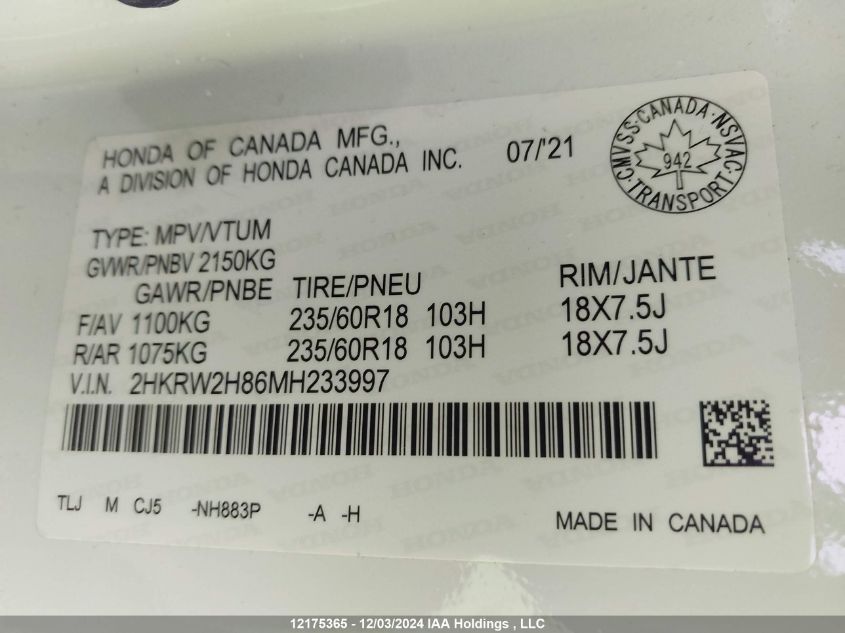 HONDA OF CANADA MFG.,
A DIVISION OF HONDA CANADA INC. 07/'21
CMVSS · CANADA · NSVAC · TRANSPORT
942
TYPE: MPV/VTUM
GVWR/PNBV 2150KG
GAWR/PNBE TIRE/PNEU RIM/JANTE
F/AV 1100KG 235/60R18 103H 18X7.5J
R/AR 1075KG 235/60R18 103H 18X7.5J
V.I.N. 2HKRW2H86MH233997
TLJ M CJ5 -NH883P -A -H
MADE IN CANADA
12175365 - 12/03/2024 IAA Holdings , LLC